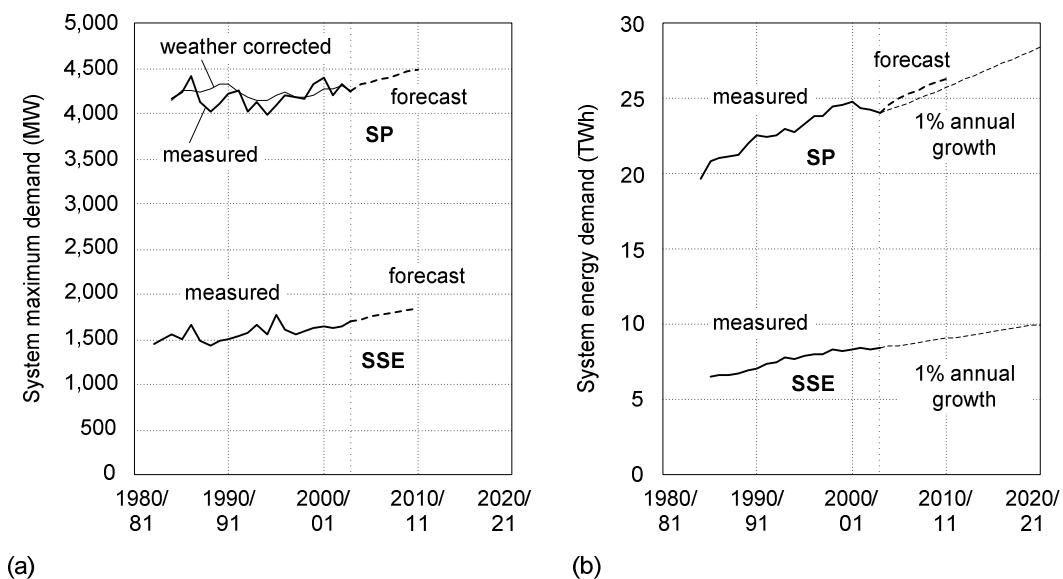 5,000
weather corrected
4,500
forecast
4,000
measured
SP
3,500
3,000
2,500
forecast
2,000
measured
1,500
SSE
1,000
500
0
System maximum demand (MW)
1980/
81
1990/
91
2000/
01
2010/
11
2020/
21
(a)
30
forecast
25
measured
1% annual
growth
SP
20
15
10
measured
SSE
1% annual
growth
5
0
System energy demand (TWh)
1980/
81
1990/
91
2000/
01
2010/
11
2020/
21
(b)